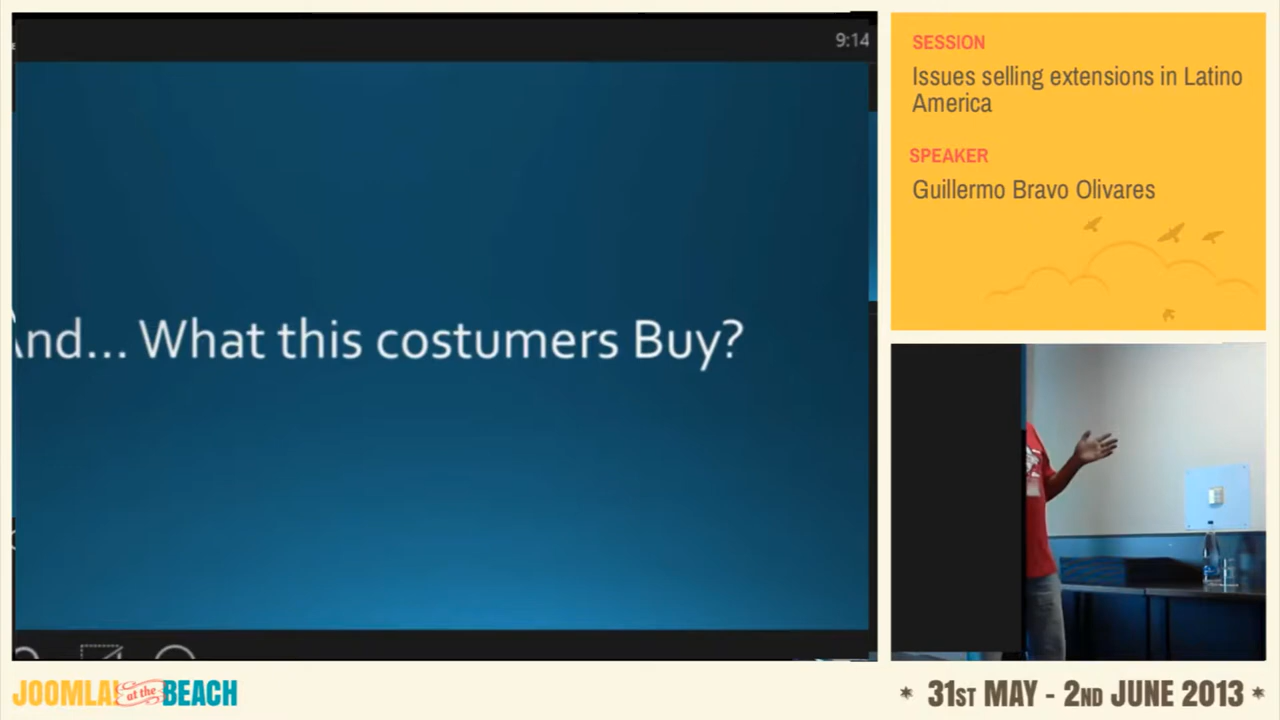 9:14
And... What this costumers Buy?
SESSION
Issues selling extensions in Latino
America
SPEAKER
Guillermo Bravo Olivares
JOOMLA! at the BEACH
* 31ST MAY - 2ND JUNE 2013 *